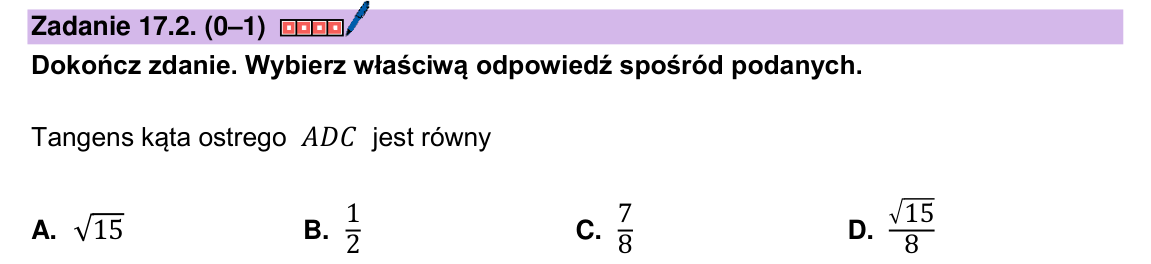 Zadanie 17.2. (0–1)
Dokończ zdanie. Wybierz właściwą odpowiedź spośród podanych.
Tangens kąta ostrego ADC jest równy
A. √15 B. 1/2 C. 7/8 D. √15/8